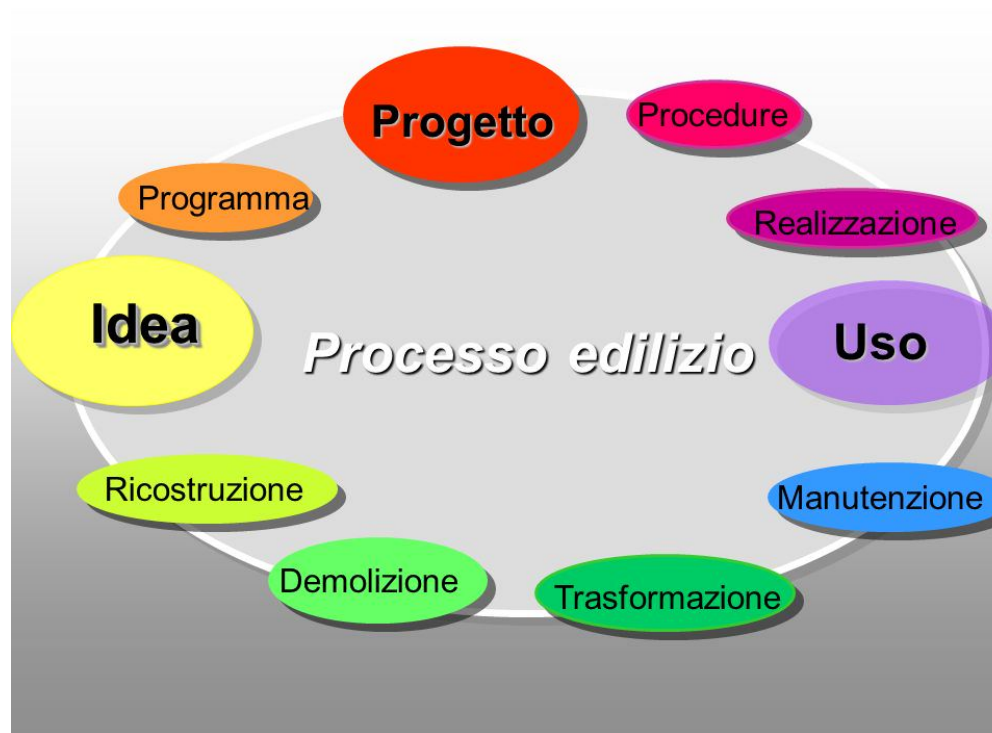 Progetto
Procedure
Programma
Realizzazione
Idea
Processo edilizio
Uso
Ricostruzione
Manutenzione
Demolizione
Trasformazione